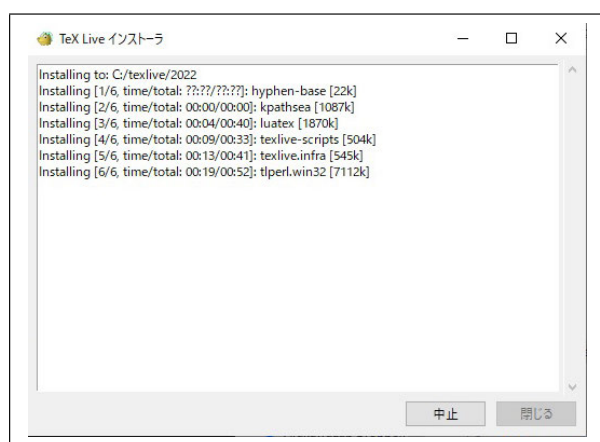 TeX Live インストーラ
Installing to: C:/texlive/2022
Installing [1/6, time/total: ??:??/??:??]: hyphen-base [22k]
Installing [2/6, time/total: 00:00/00:00]: kpathsea [1087k]
Installing [3/6, time/total: 00:04/00:40]: luatex [1870k]
Installing [4/6, time/total: 00:09/00:33]: texlive-scripts [504k]
Installing [5/6, time/total: 00:13/00:41]: texlive.infra [545k]
Installing [6/6, time/total: 00:19/00:52]: tlperl.win32 [7112k]
中止 閉じる